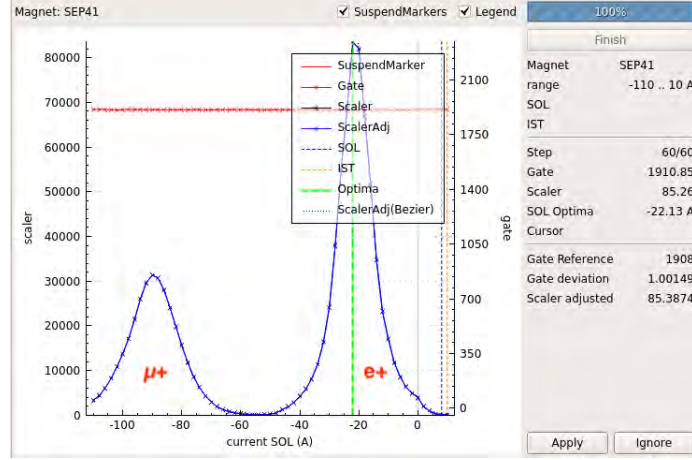 Magnet: SEP41
SuspendMarkers
Legend
100%
Finish
Magnet SEP41
range -110 .. 10 A
SOL
IST
Step 60/60
Gate 1910.85
Scaler 85.26
SOL Optima -22.13 A
Cursor
Gate Reference 1908
Gate deviation 1.00149
Scaler adjusted 85.3874
Apply Ignore
SuspendMarker
Gate
Scaler
ScalerAdj
SOL
IST
Optima
ScalerAdj(Bezier)
80000
70000
60000
50000
40000
30000
20000
10000
0
scaler
2100
1750
1400
1050
700
350
0
gate
μ+
e+
-100 -80 -60 -40 -20 0
current SOL (A)